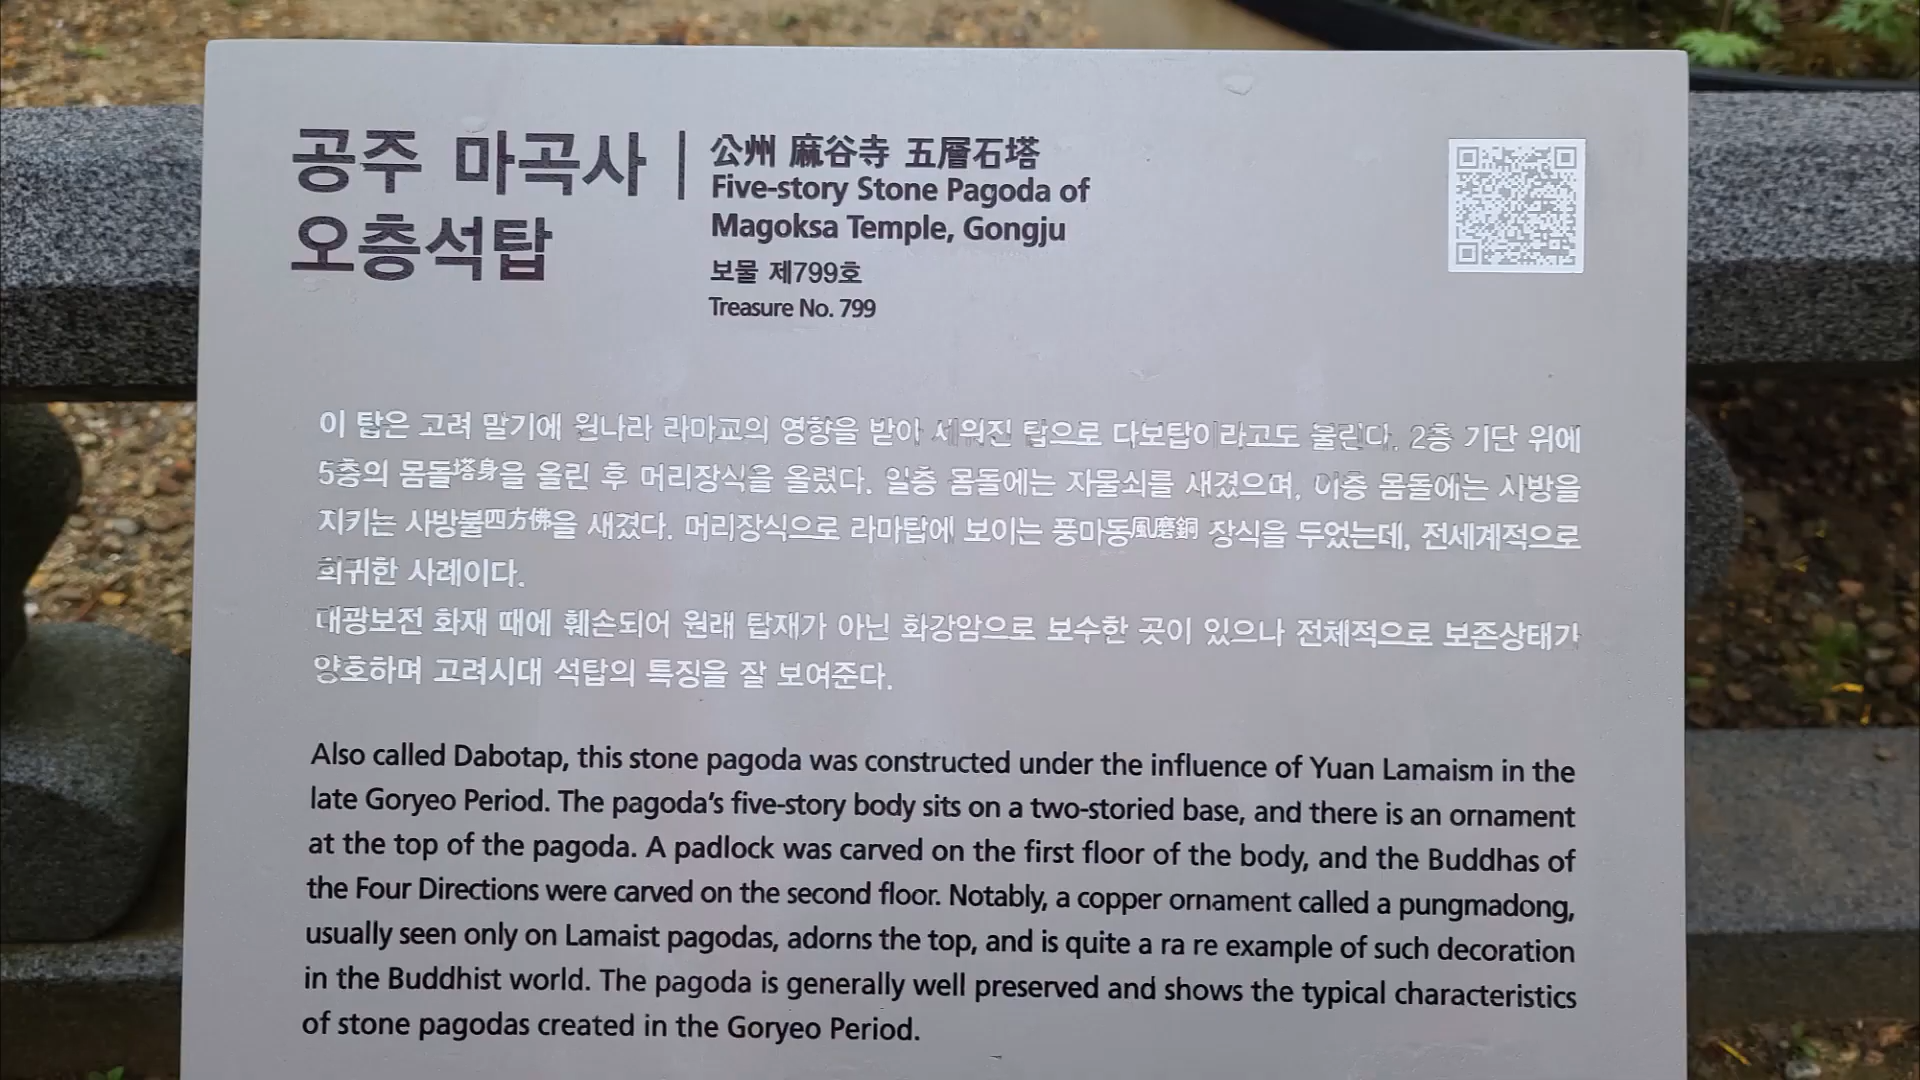 공주 마곡사
오층석탑
公州 麻谷寺 五層石塔
Five-story Stone Pagoda of
Magoksa Temple, Gongju
보물 제799호
Treasure No. 799
이 탑은 고려 말기에 원나라 라마교의 영향을 받아 세워진 탑으로 다보탑이라고도 불린다. 2층 기단 위에
5층의 몸돌塔身을 올린 후 머리장식을 올렸다. 일층 몸돌에는 자물쇠를 새겼으며, 이층 몸돌에는 사방을
지키는 사방불四方佛을 새겼다. 머리장식으로 라마탑에 보이는 풍마동風磨銅 장식을 두었는데, 전세계적으로
희귀한 사례이다.
대광보전 화재 때에 훼손되어 원래 탑재가 아닌 화강암으로 보수한 곳이 있으나 전체적으로 보존상태가
양호하며 고려시대 석탑의 특징을 잘 보여준다.
Also called Dabotap, this stone pagoda was constructed under the influence of Yuan Lamaism in the
late Goryeo Period. The pagoda's five-story body sits on a two-storied base, and there is an ornament
at the top of the pagoda. A padlock was carved on the first floor of the body, and the Buddhas of
the Four Directions were carved on the second floor. Notably, a copper ornament called a pungmadong,
usually seen only on Lamaist pagodas, adorns the top, and is quite a ra re example of such decoration
in the Buddhist world. The pagoda is generally well preserved and shows the typical characteristics
of stone pagodas created in the Goryeo Period.